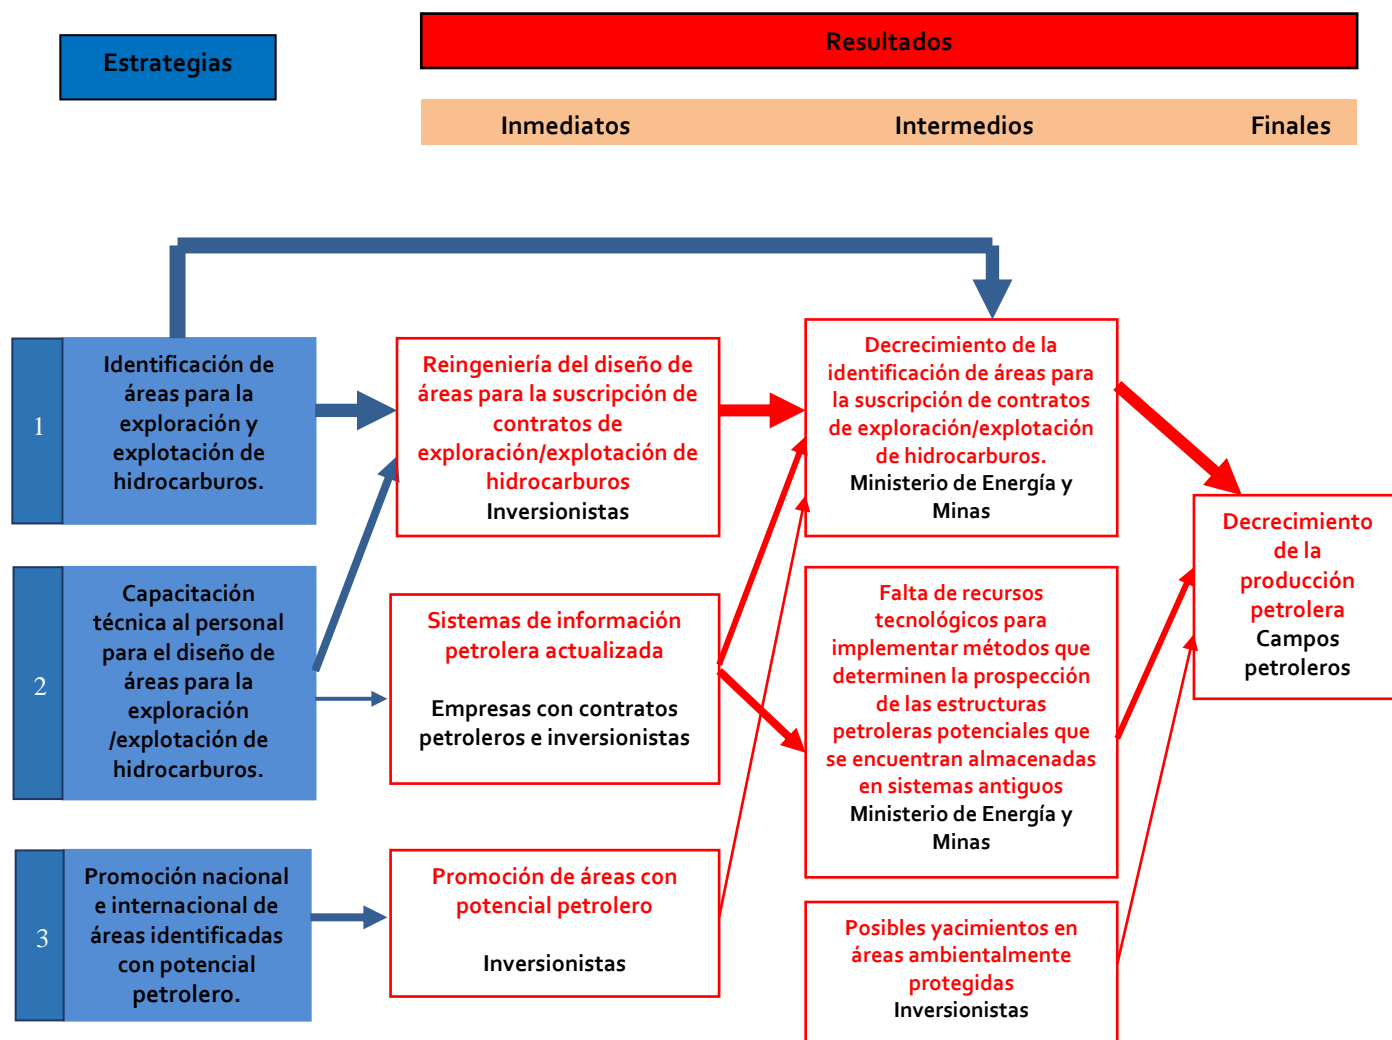 Estrategias
Resultados
Inmediatos
Intermedios
Finales
1
Identificación de
áreas para la
exploración y
explotación de
hidrocarburos.
Reingeniería del diseño de
áreas para la suscripción de
contratos de
exploración/explotación de
hidrocarburos
Inversionistas
Decrecimiento de la
identificación de áreas para
la suscripción de contratos
de exploración/explotación
de hidrocarburos.
Ministerio de Energía y
Minas
Decrecimiento
de la
producción
petrolera
Campos
petroleros
2
Capacitación
técnica al personal
para el diseño de
áreas para la
exploración
/explotación de
hidrocarburos.
Sistemas de información
petrolera actualizada
Empresas con contratos
petroleros e inversionistas
Falta de recursos
tecnológicos para
implementar métodos que
determinen la prospección
de las estructuras
petroleras potenciales que
se encuentran almacenadas
en sistemas antiguos
Ministerio de Energía y
Minas
3
Promoción nacional
e internacional de
áreas identificadas
con potencial
petrolero.
Promoción de áreas con
potencial petrolero
Inversionistas
Posibles yacimientos en
áreas ambientalmente
protegidas
Inversionistas